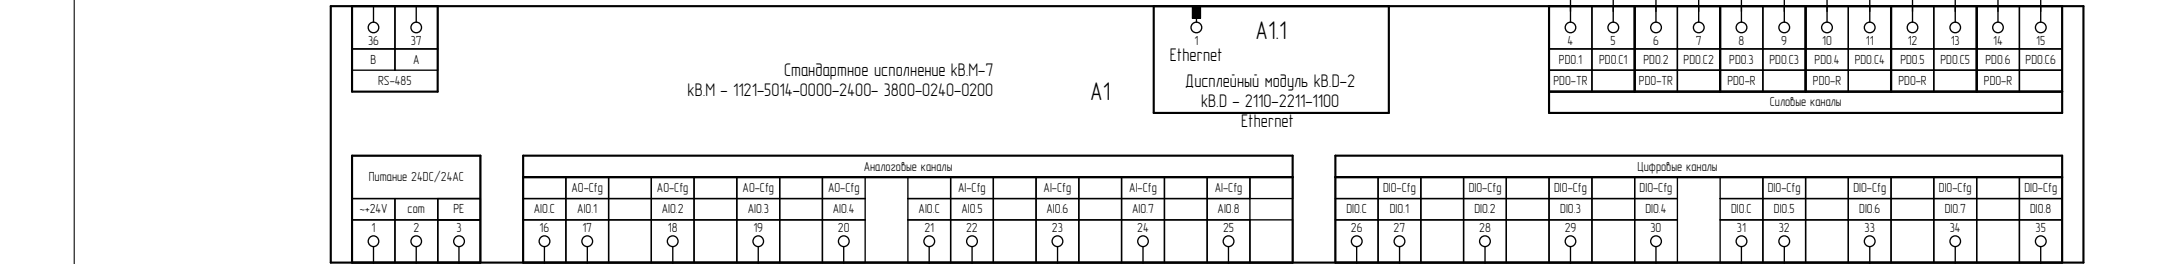 36 37
B A
RS-485
Стандартное исполнение kB.M-7
kB.M - 1121-5014-0000-2400- 3800-0240-0200
A1
1
Ethernet
A1.1
Дисплейный модуль kB.D-2
kB.D - 2110-2211-1100
Ethernet
4 5 6 7 8 9 10 11 12 13 14 15
PDO.1 PDO.C1 PDO.2 PDO.C2 PDO.3 PDO.C3 PDO.4 PDO.C4 PDO.5 PDO.C5 PDO.6 PDO.C6
PDO-TR PDO-TR PDO-R PDO-R PDO-R PDO-R
Силовые каналы
Питание 24DC/24AC
~+24V com PE
1 2 3
Аналоговые каналы
AO-Cfg AO-Cfg AO-Cfg AO-Cfg AI-Cfg AI-Cfg AI-Cfg AI-Cfg
AIO.C AIO.1 AIO.2 AIO.3 AIO.4 AIO.C AIO.5 AIO.6 AIO.7 AIO.8
16 17 18 19 20 21 22 23 24 25
Цифровые каналы
DIO-Cfg DIO-Cfg DIO-Cfg DIO-Cfg DIO-Cfg DIO-Cfg DIO-Cfg DIO-Cfg
DIO.C DIO.1 DIO.2 DIO.3 DIO.4 DIO.C DIO.5 DIO.6 DIO.7 DIO.8
26 27 28 29 30 31 32 33 34 35